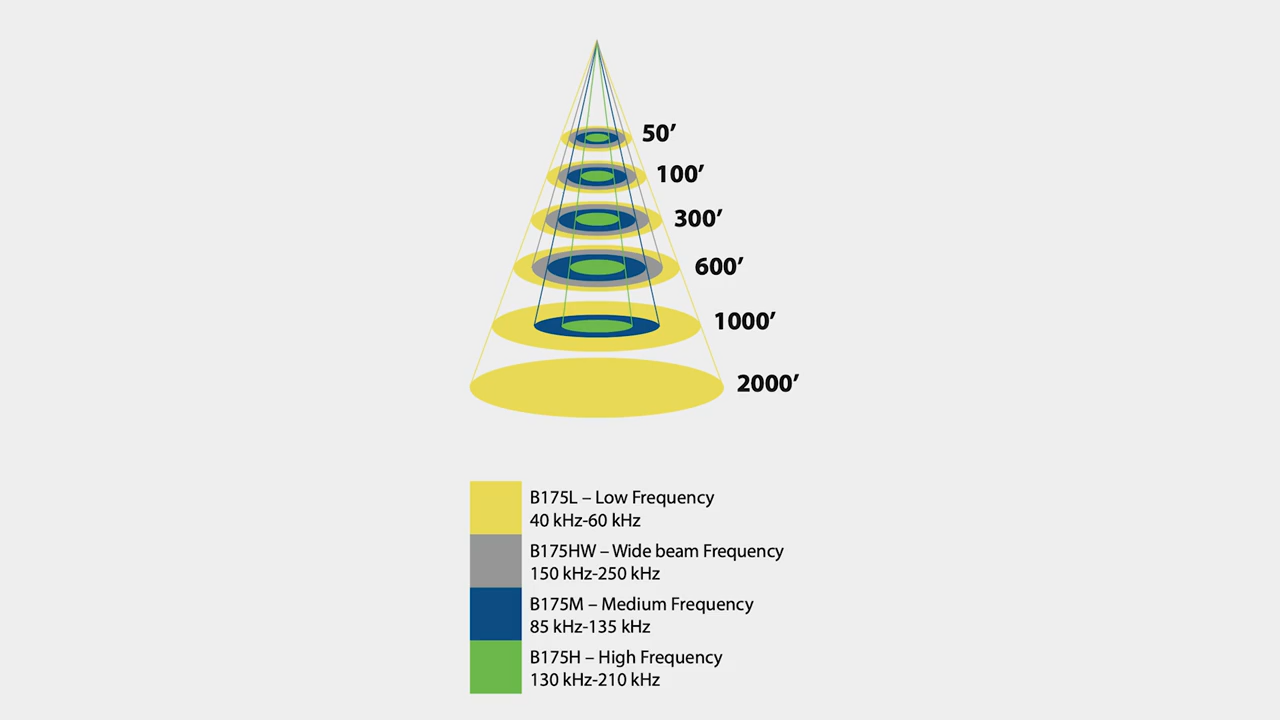 50′
100′
300′
600′
1000′
2000′
B175L – Low Frequency
40 kHz-60 kHz
B175HW – Wide beam Frequency
150 kHz-250 kHz
B175M – Medium Frequency
85 kHz-135 kHz
B175H – High Frequency
130 kHz-210 kHz